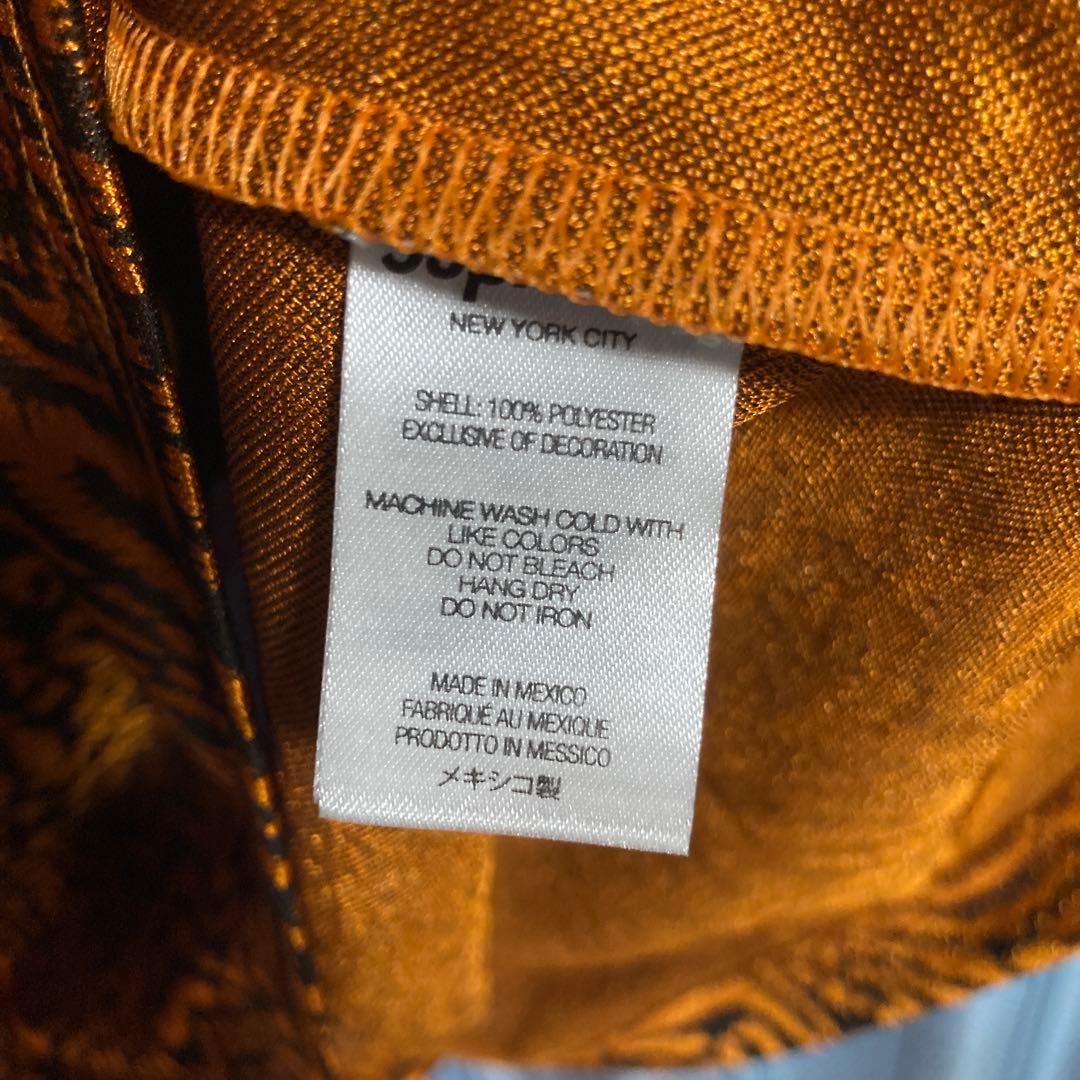 NEW YORK CITY
SHELL: 100% POLYESTER
EXCLUSIVE OF DECORATION
MACHINE WASH COLD WITH
LIKE COLORS
DO NOT BLEACH
HANG DRY
DO NOT IRON
MADE IN MEXICO
FABRIQUE AU MEXIQUE
PRODOTTO IN MESSICO
メキシコ製